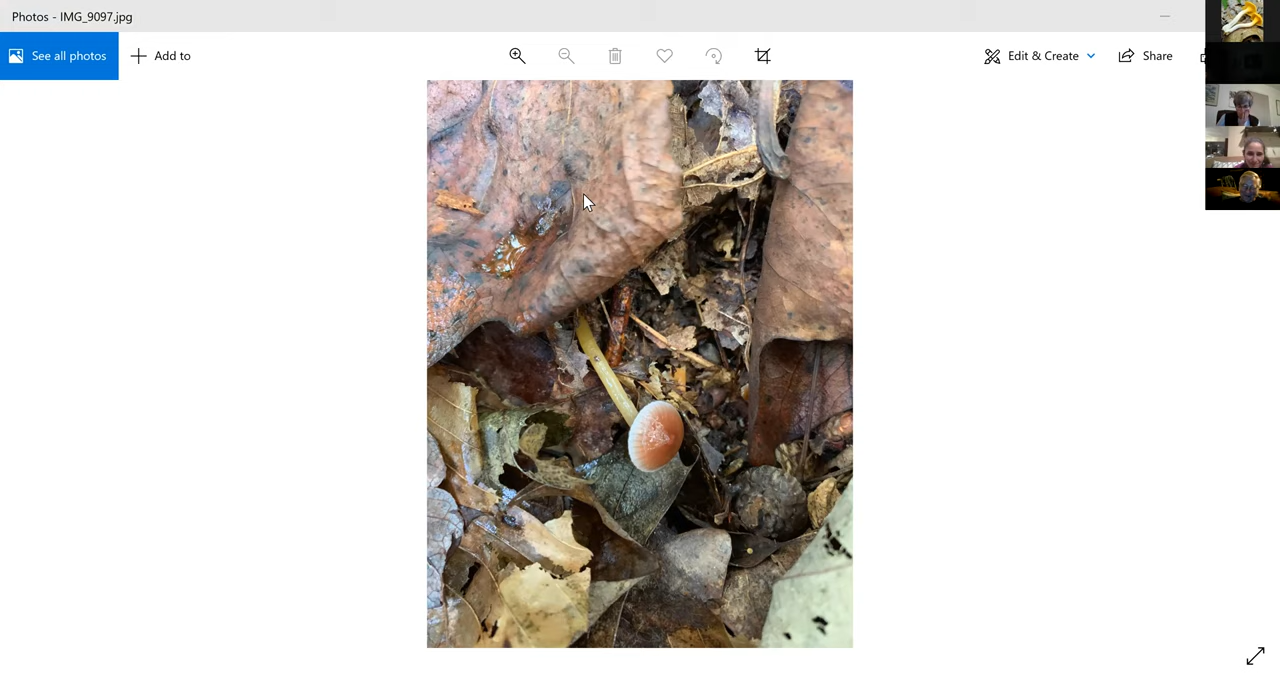 Photos - IMG_9097.jpg
See all photos
Add to
Edit & Create
Share